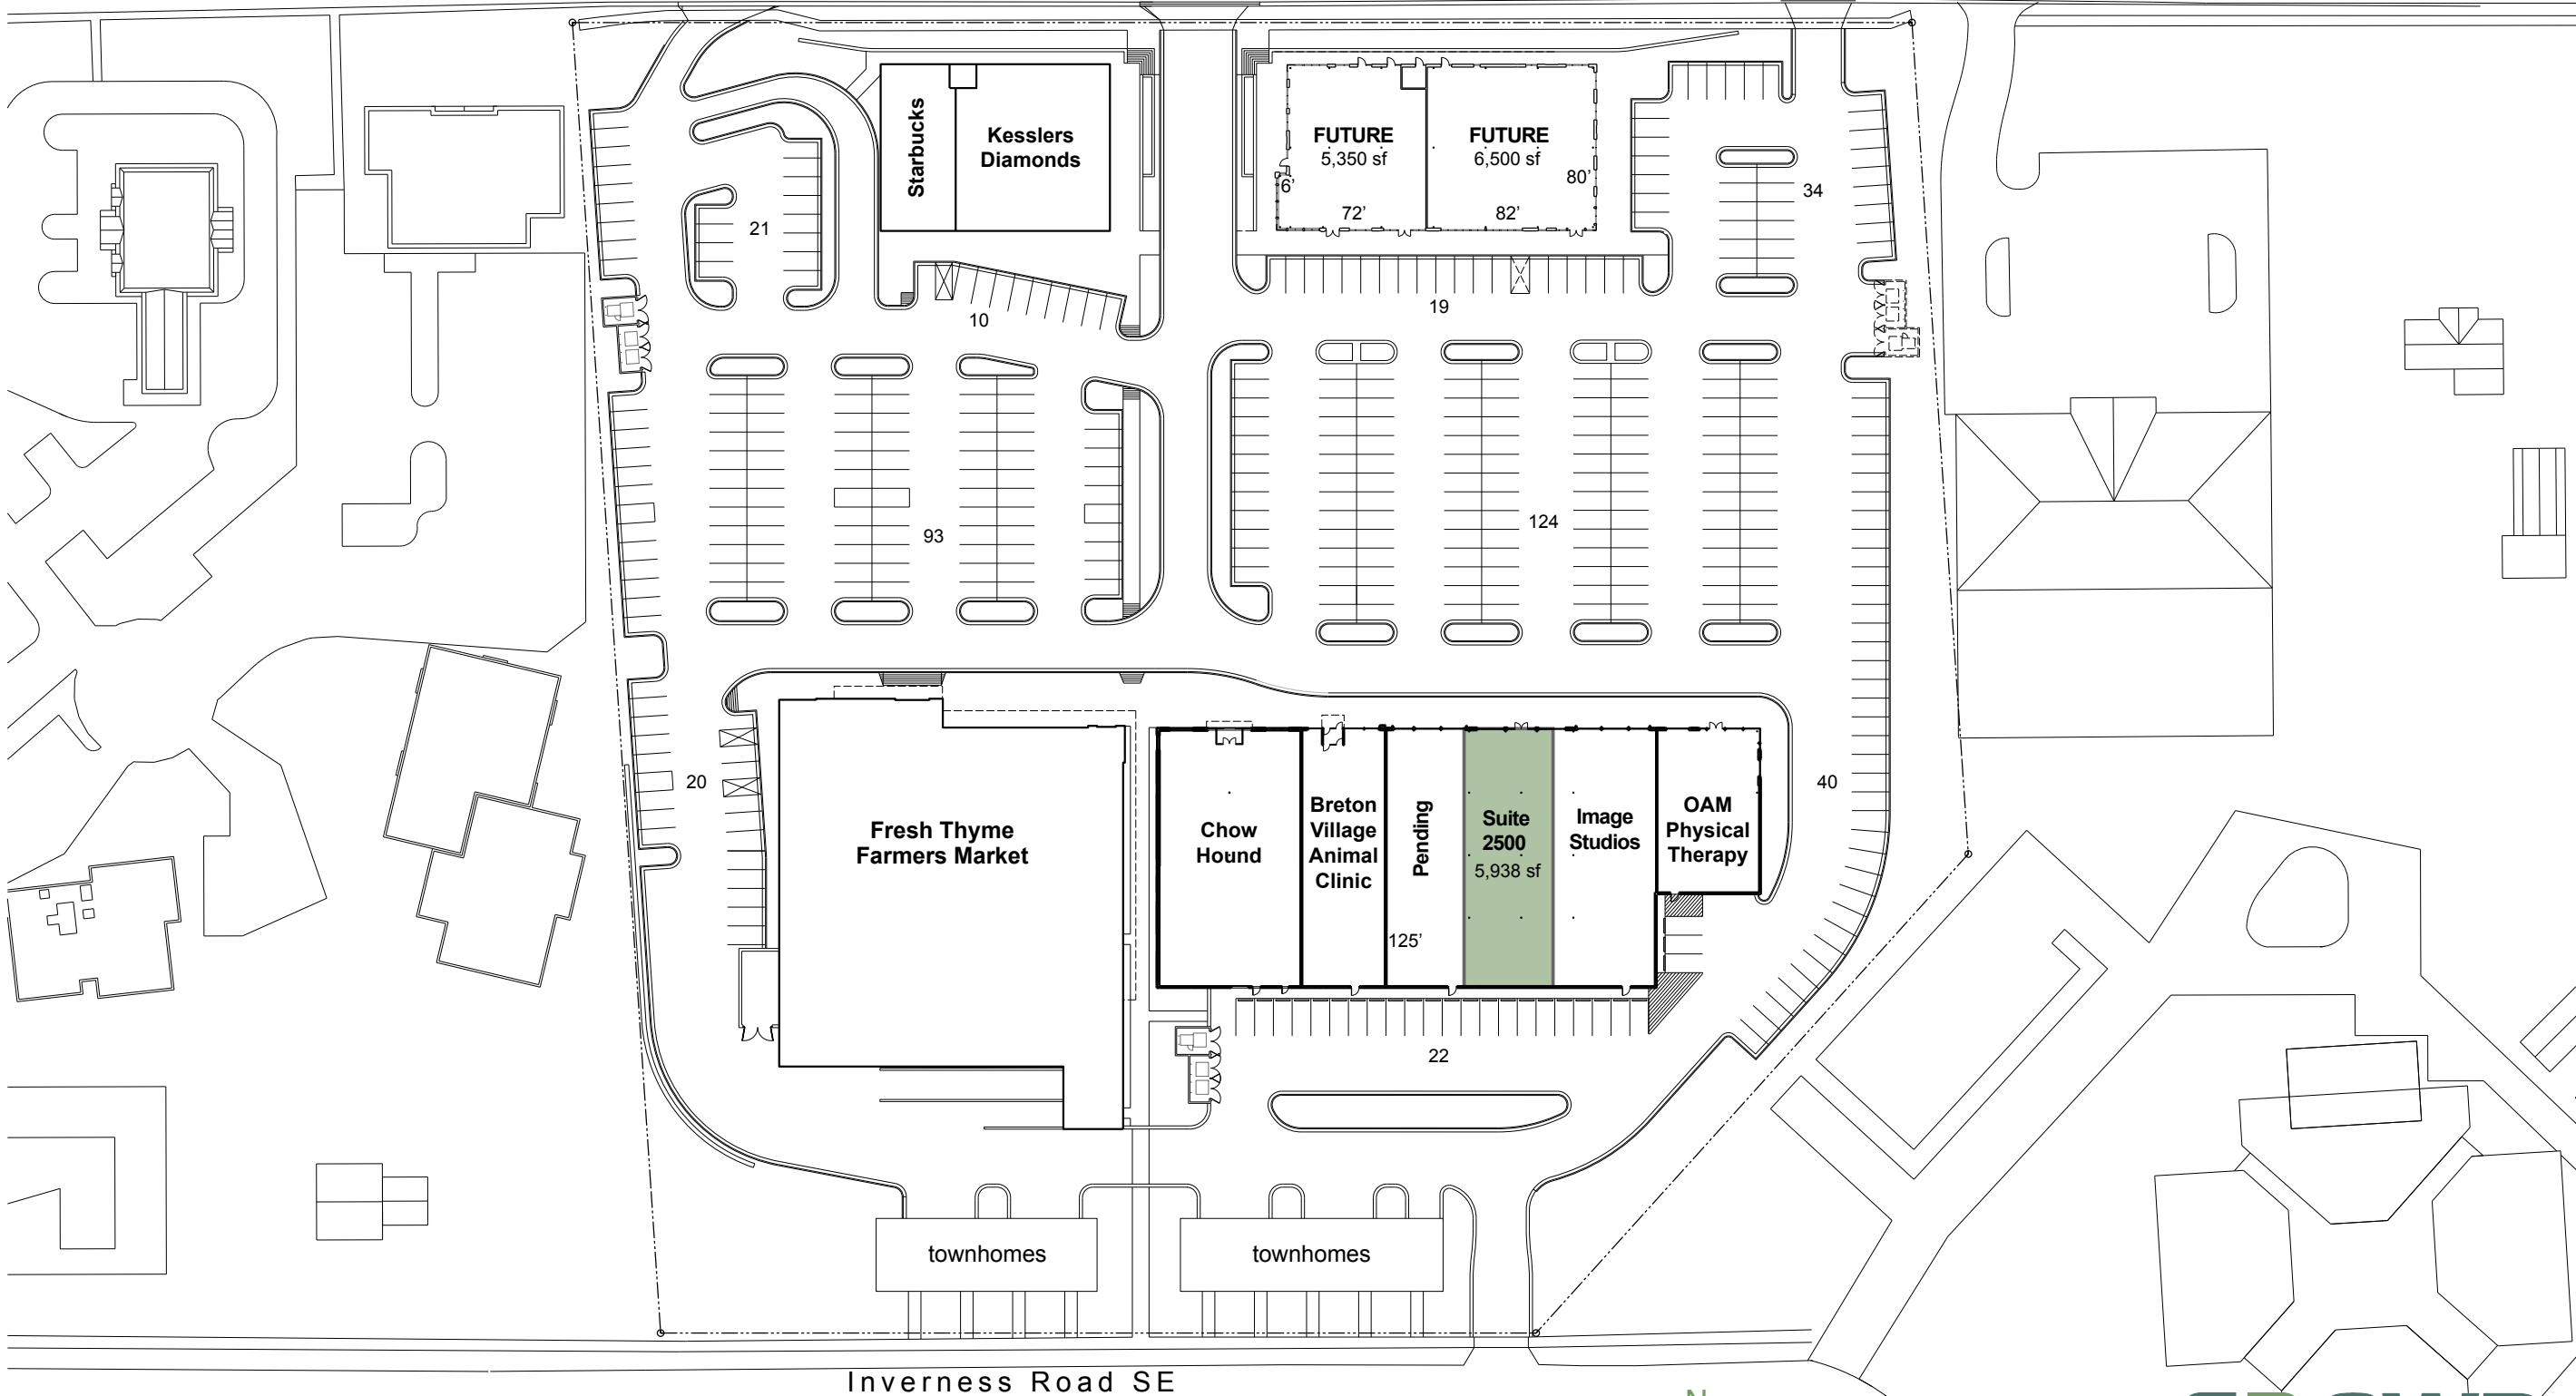 Starbucks
Kesslers
Diamonds
FUTURE
5,350 sf
FUTURE
6,500 sf
6'
80'
72'
82'
34
21
10
19
93
124
20
40
Fresh Thyme
Farmers Market
Chow
Hound
Breton
Village
Animal
Clinic
Pending
125'
Suite
2500
5,938 sf
Image
Studios
OAM
Physical
Therapy
22
townhomes
townhomes
Inverness Road SE
N